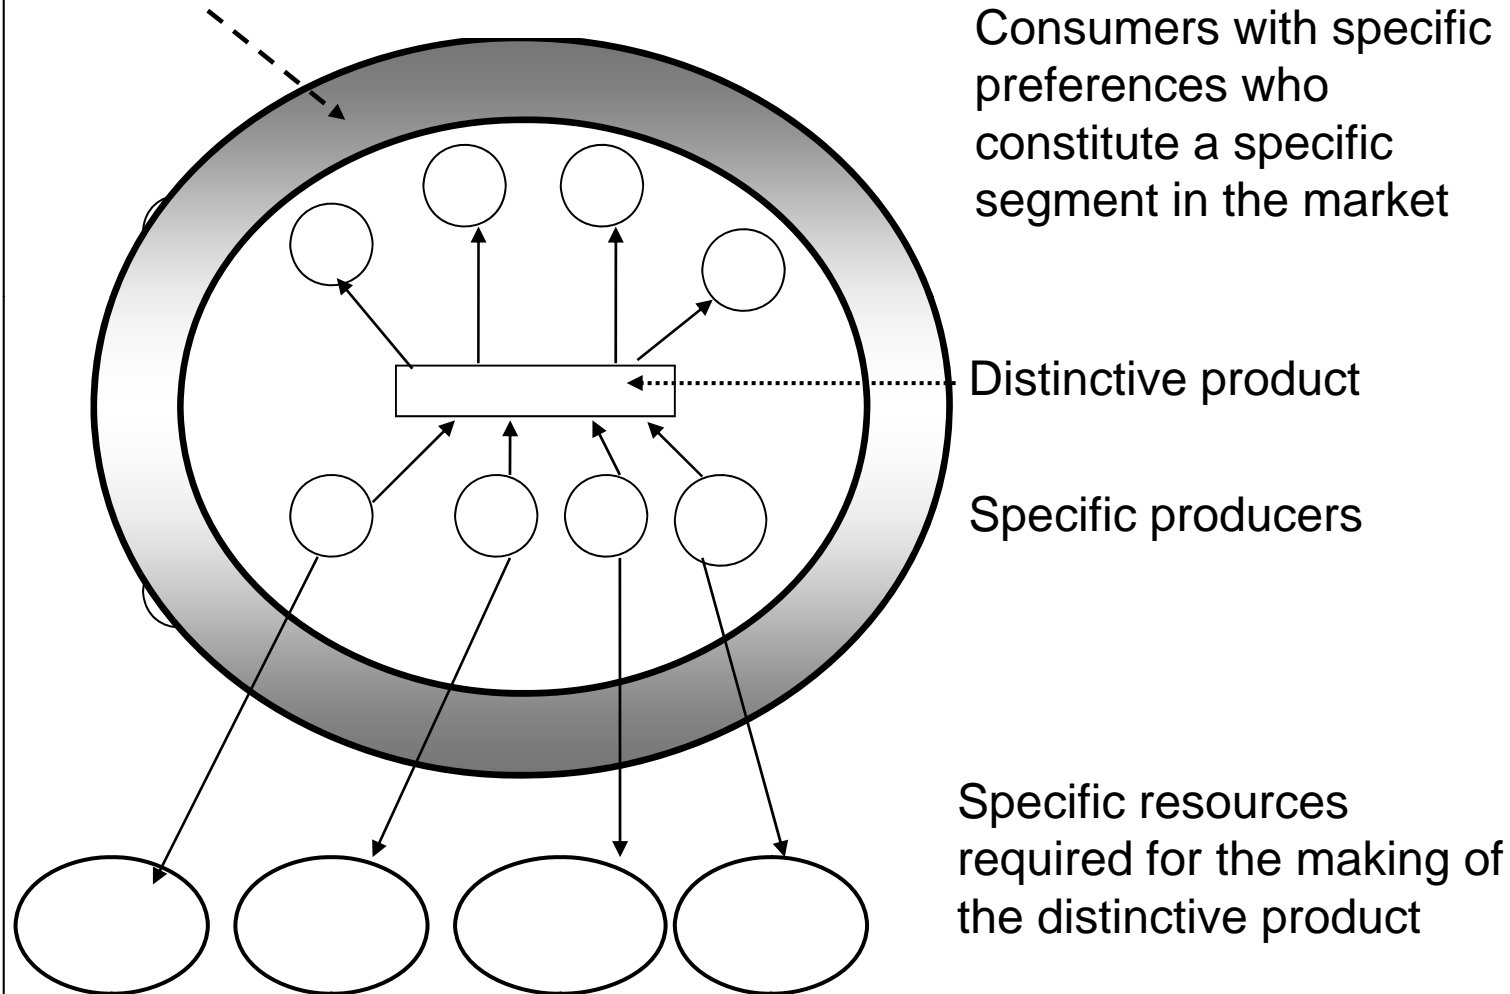 Consumers with specific
preferences who
constitute a specific
segment in the market
Distinctive product
Specific producers
Specific resources
required for the making of
the distinctive product